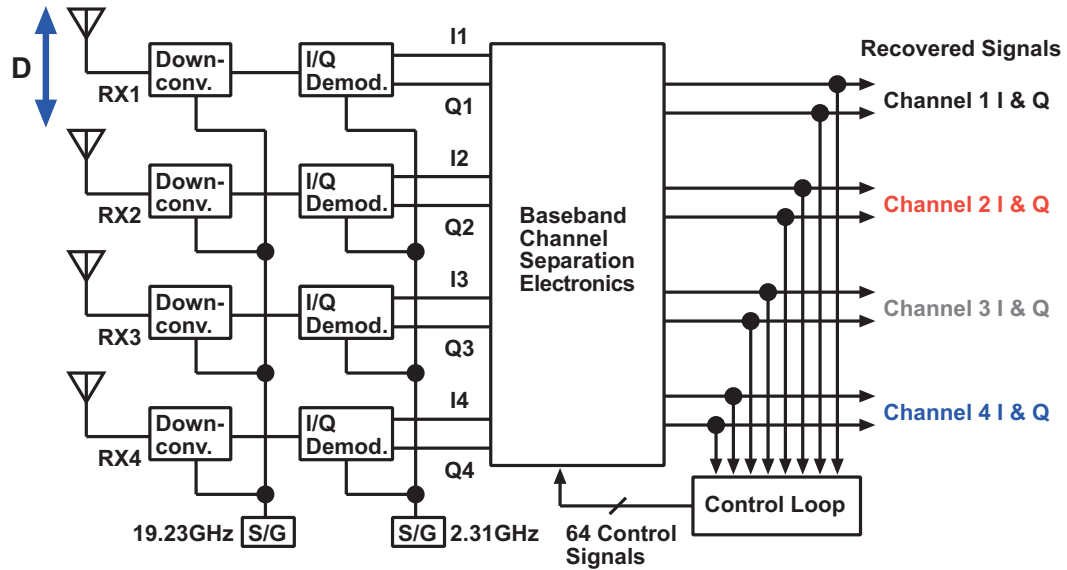 D
RX1
Down-
conv.
I/Q
Demod.
I1
Q1
RX2
Down-
conv.
I/Q
Demod.
I2
Q2
RX3
Down-
conv.
I/Q
Demod.
I3
Q3
RX4
Down-
conv.
I/Q
Demod.
I4
Q4
19.23GHz
S/G
S/G
2.31GHz
Baseband
Channel
Separation
Electronics
Recovered Signals
Channel 1 I & Q
Channel 2 I & Q
Channel 3 I & Q
Channel 4 I & Q
Control Loop
64 Control
Signals